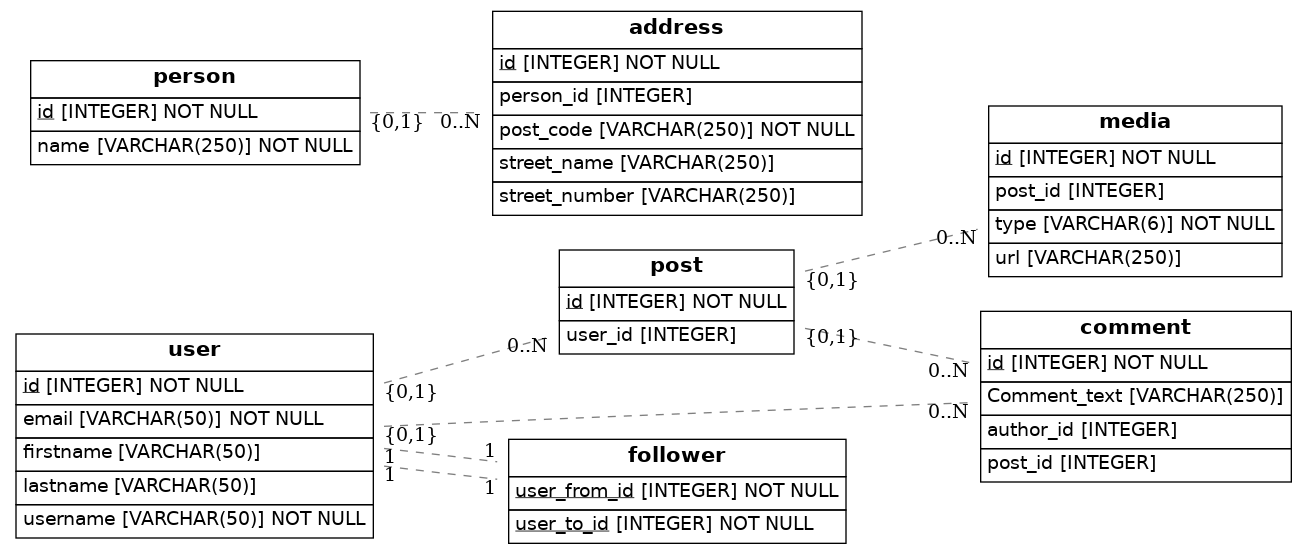 person
id [INTEGER] NOT NULL
name [VARCHAR(250)] NOT NULL
{0,1}
0..N
address
id [INTEGER] NOT NULL
person_id [INTEGER]
post_code [VARCHAR(250)] NOT NULL
street_name [VARCHAR(250)]
street_number [VARCHAR(250)]
media
id [INTEGER] NOT NULL
post_id [INTEGER]
type [VARCHAR(6)] NOT NULL
url [VARCHAR(250)]
0..N
{0,1}
post
id [INTEGER] NOT NULL
user_id [INTEGER]
{0,1}
0..N
0..N
{0,1}
user
id [INTEGER] NOT NULL
email [VARCHAR(50)] NOT NULL
firstname [VARCHAR(50)]
lastname [VARCHAR(50)]
username [VARCHAR(50)] NOT NULL
{0,1}
0..N
1
1
1
1
comment
id [INTEGER] NOT NULL
Comment_text [VARCHAR(250)]
author_id [INTEGER]
post_id [INTEGER]
follower
user_from_id [INTEGER] NOT NULL
user_to_id [INTEGER] NOT NULL